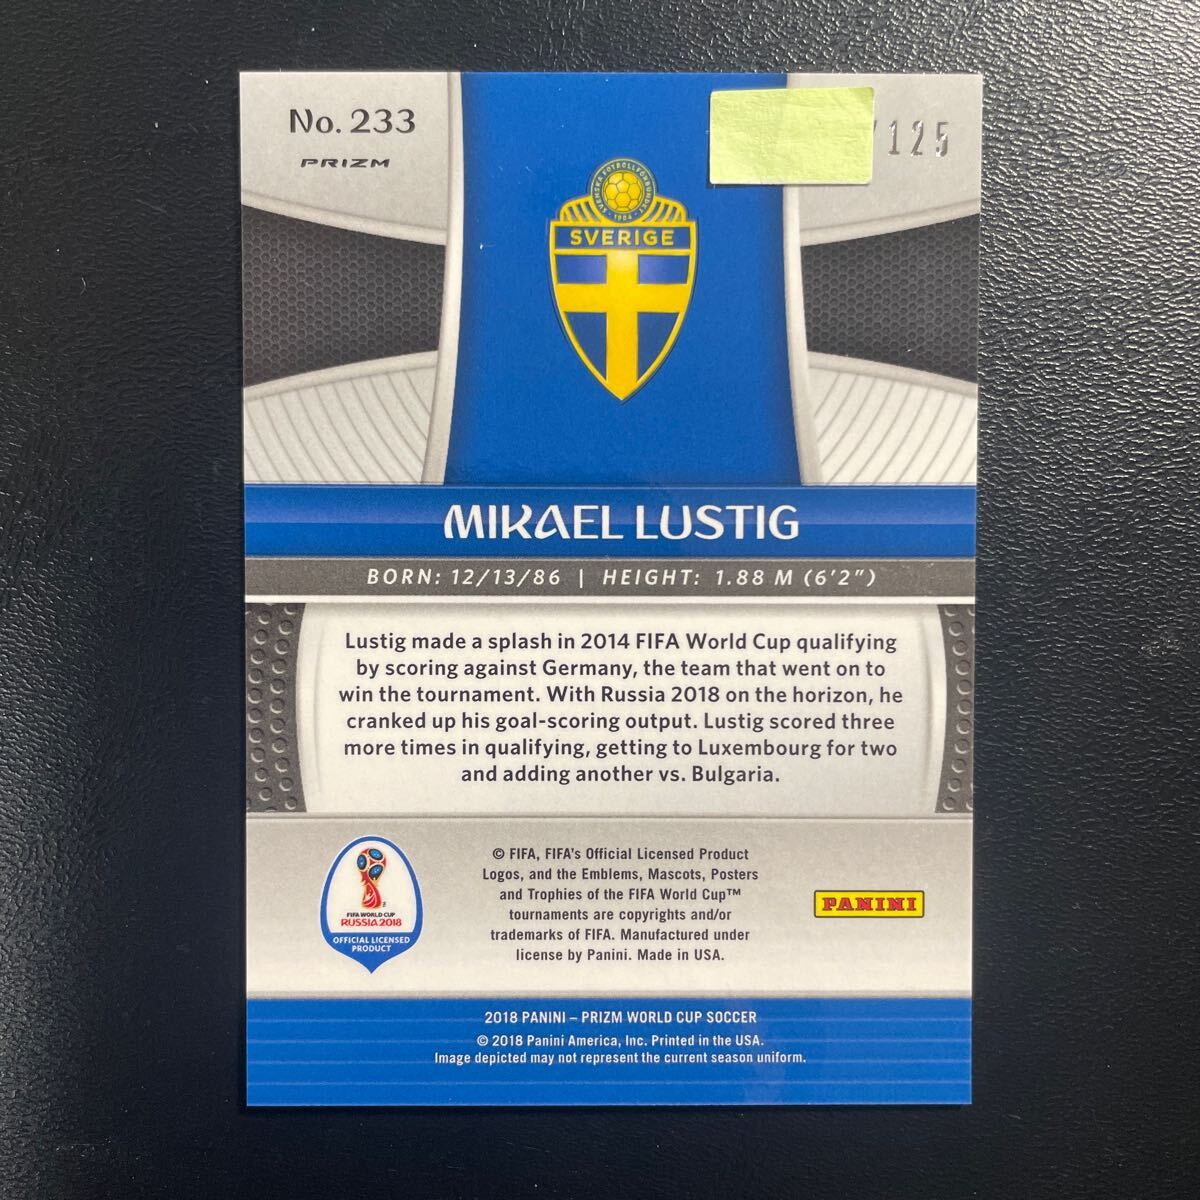 No. 233
PRIZM
/125
SVENSKA FOTBOLLFÖRBUNDET
· 1904 ·
SVERIGE
MIKAEL LUSTIG
BORN: 12/13/86 | HEIGHT: 1.88 M (6'2")
Lustig made a splash in 2014 FIFA World Cup qualifying
by scoring against Germany, the team that went on to
win the tournament. With Russia 2018 on the horizon, he
cranked up his goal-scoring output. Lustig scored three
more times in qualifying, getting to Luxembourg for two
and adding another vs. Bulgaria.
FIFA WORLD CUP
RUSSIA 2018
OFFICIAL LICENSED
PRODUCT
© FIFA, FIFA's Official Licensed Product
Logos, and the Emblems, Mascots, Posters
and Trophies of the FIFA World Cup™
tournaments are copyrights and/or
trademarks of FIFA. Manufactured under
license by Panini. Made in USA.
PANINI
2018 PANINI – PRIZM WORLD CUP SOCCER
© 2018 Panini America, Inc. Printed in the USA.
Image depicted may not represent the current season uniform.